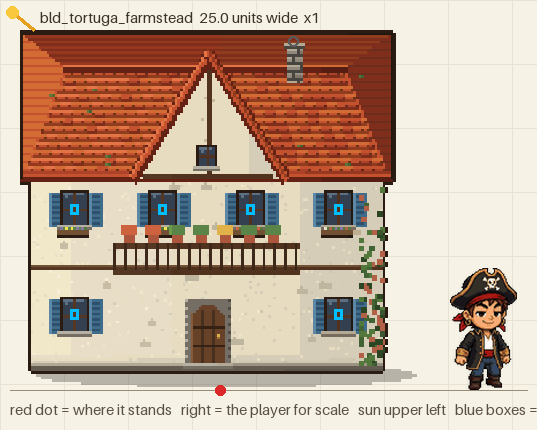 bld_tortuga_farmstead  25.0 units wide  x1
red dot = where it stands   right = the player for scale   sun upper left   blue boxes =